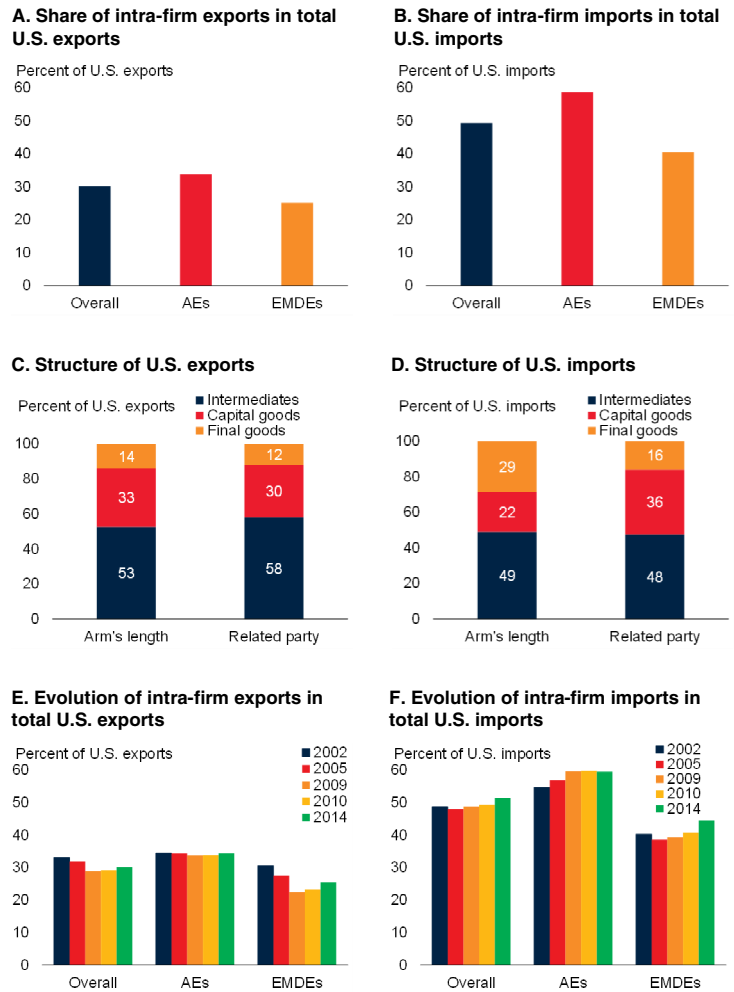 A. Share of intra-firm exports in total
U.S. exports
Percent of U.S. exports
60
50
40
30
20
10
0
Overall AEs EMDEs
B. Share of intra-firm imports in total
U.S. imports
Percent of U.S. imports
60
50
40
30
20
10
0
Overall AEs EMDEs
C. Structure of U.S. exports
Percent of U.S. exports
Intermediates
Capital goods
Final goods
100
80
60
40
20
0
14
33
53
12
30
58
Arm's length Related party
D. Structure of U.S. imports
Percent of U.S. imports
Intermediates
Capital goods
Final goods
100
80
60
40
20
0
29
22
49
16
36
48
Arm's length Related party
E. Evolution of intra-firm exports in
total U.S. exports
Percent of U.S. exports
2002
2005
2009
2010
2014
60
50
40
30
20
10
0
Overall AEs EMDEs
F. Evolution of intra-firm imports in
total U.S. imports
Percent of U.S. imports
2002
2005
2009
2010
2014
60
50
40
30
20
10
0
Overall AEs EMDEs